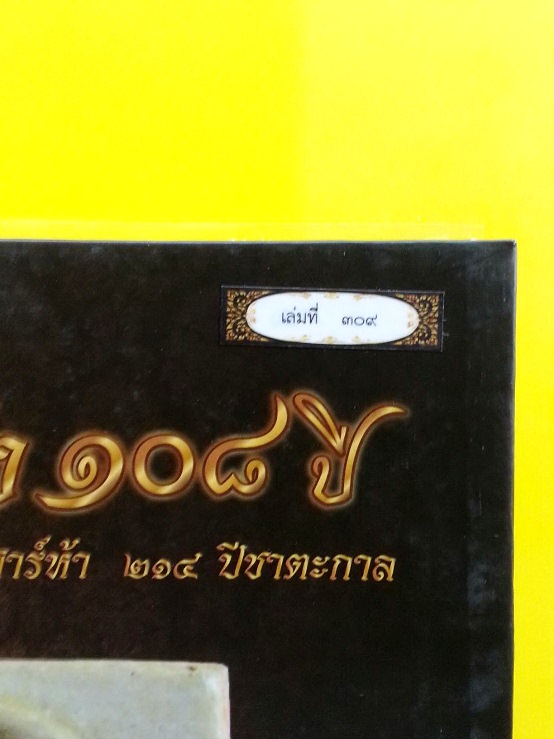 เล่มที่ ๓๐๙
๑๐๘ ปี
๒๑๔ ปีชาตะกาล